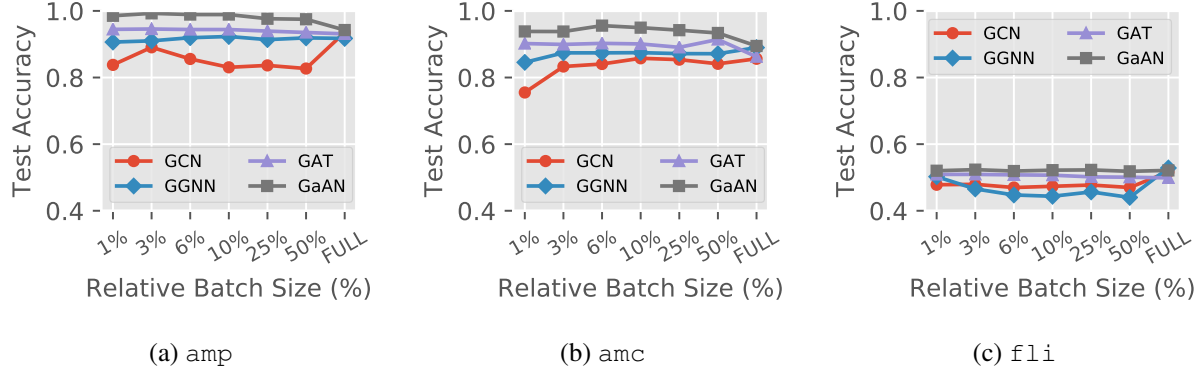 Test Accuracy
1.0
0.8
0.6
0.4
GCN
GGNN
GAT
GaAN
1% 3% 6% 10% 25% 50% FULL
Relative Batch Size (%)
(a) amp
Test Accuracy
1.0
0.8
0.6
0.4
GCN
GGNN
GAT
GaAN
1% 3% 6% 10% 25% 50% FULL
Relative Batch Size (%)
(b) amc
Test Accuracy
1.0
0.8
0.6
0.4
GCN
GGNN
GAT
GaAN
1% 3% 6% 10% 25% 50% FULL
Relative Batch Size (%)
(c) fli